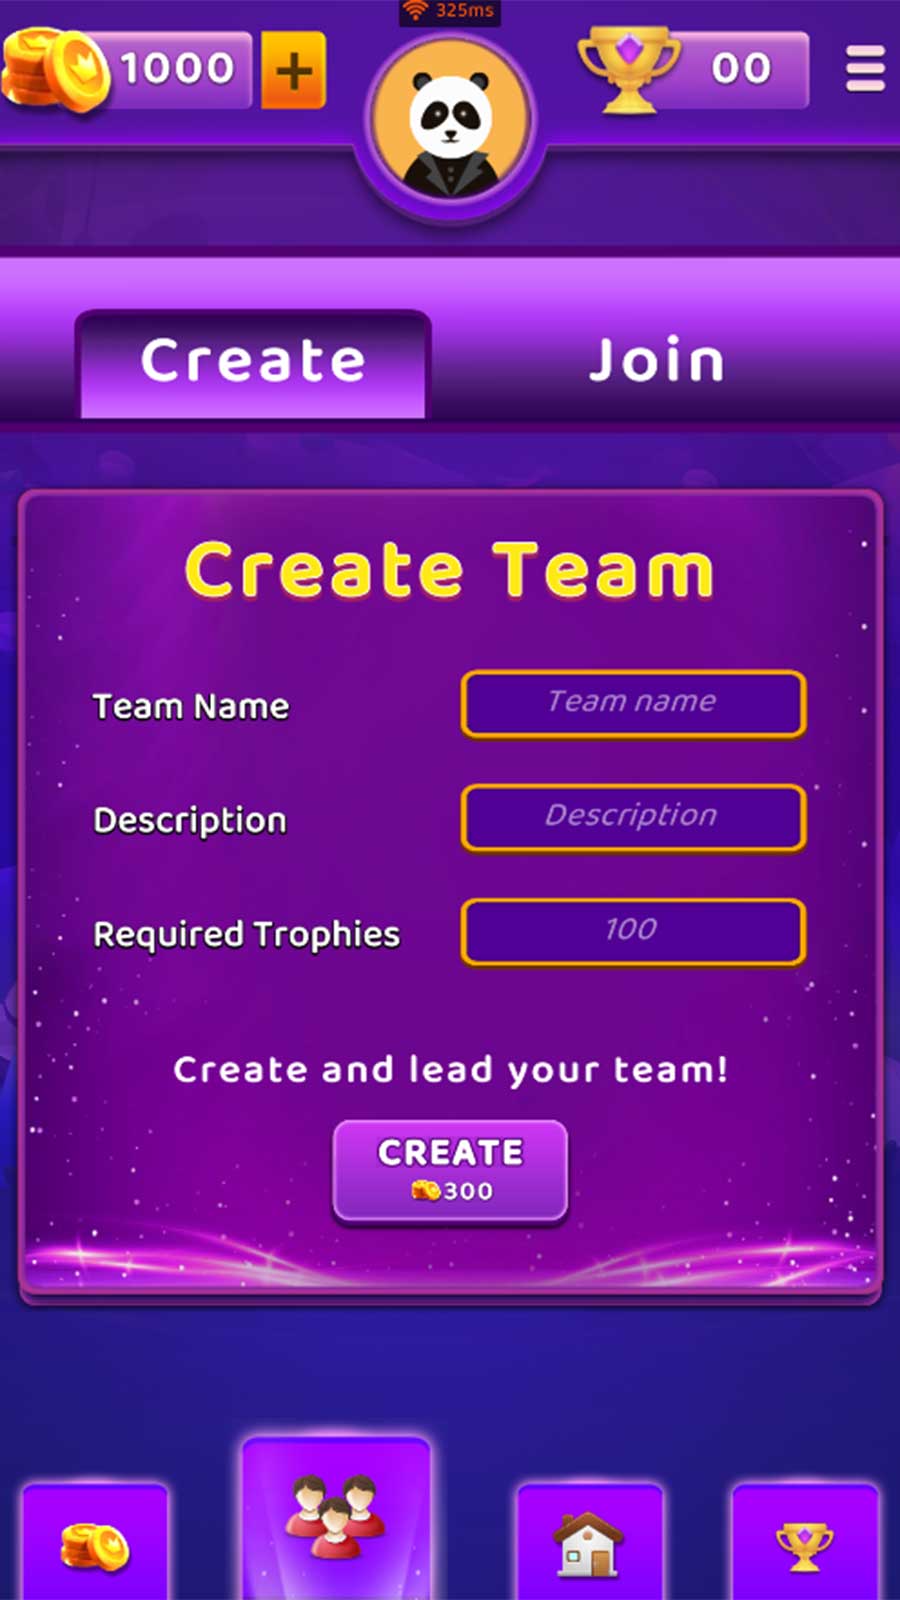 325ms
1000
+
00
Create
Join
Create Team
Team Name
Team name
Description
Description
Required Trophies
100
Create and lead your team!
CREATE
300